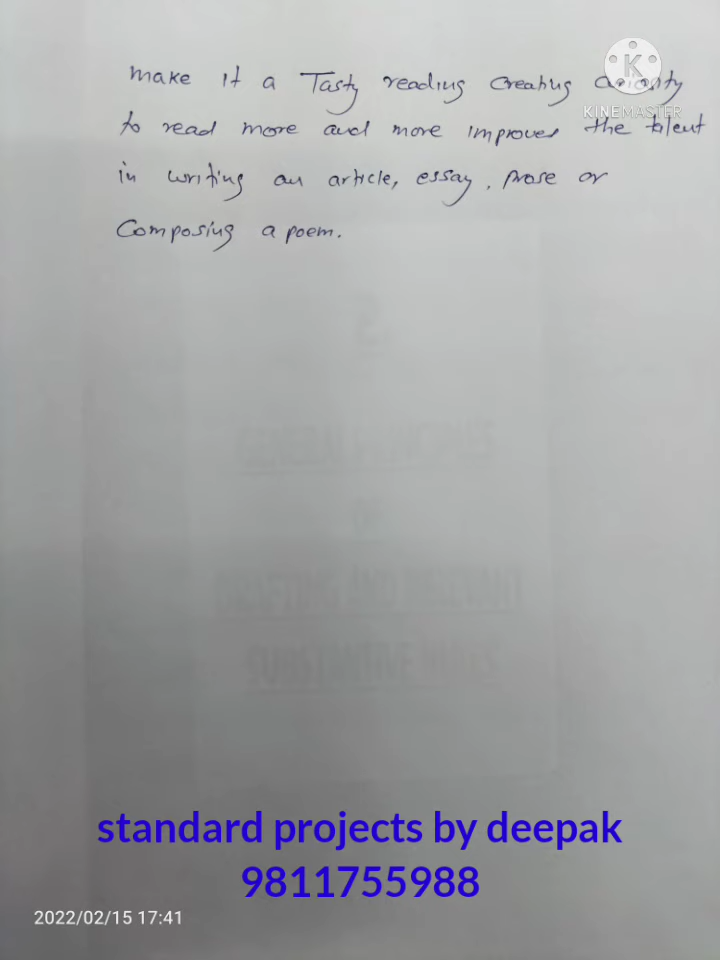 make it a Tasty reading creating curiosity
K
KINEMASTER
to read more and more improves the talent
in writing an article, essay, prose or
Composing a poem.
standard projects by deepak
9811755988
2022/02/15 17:41